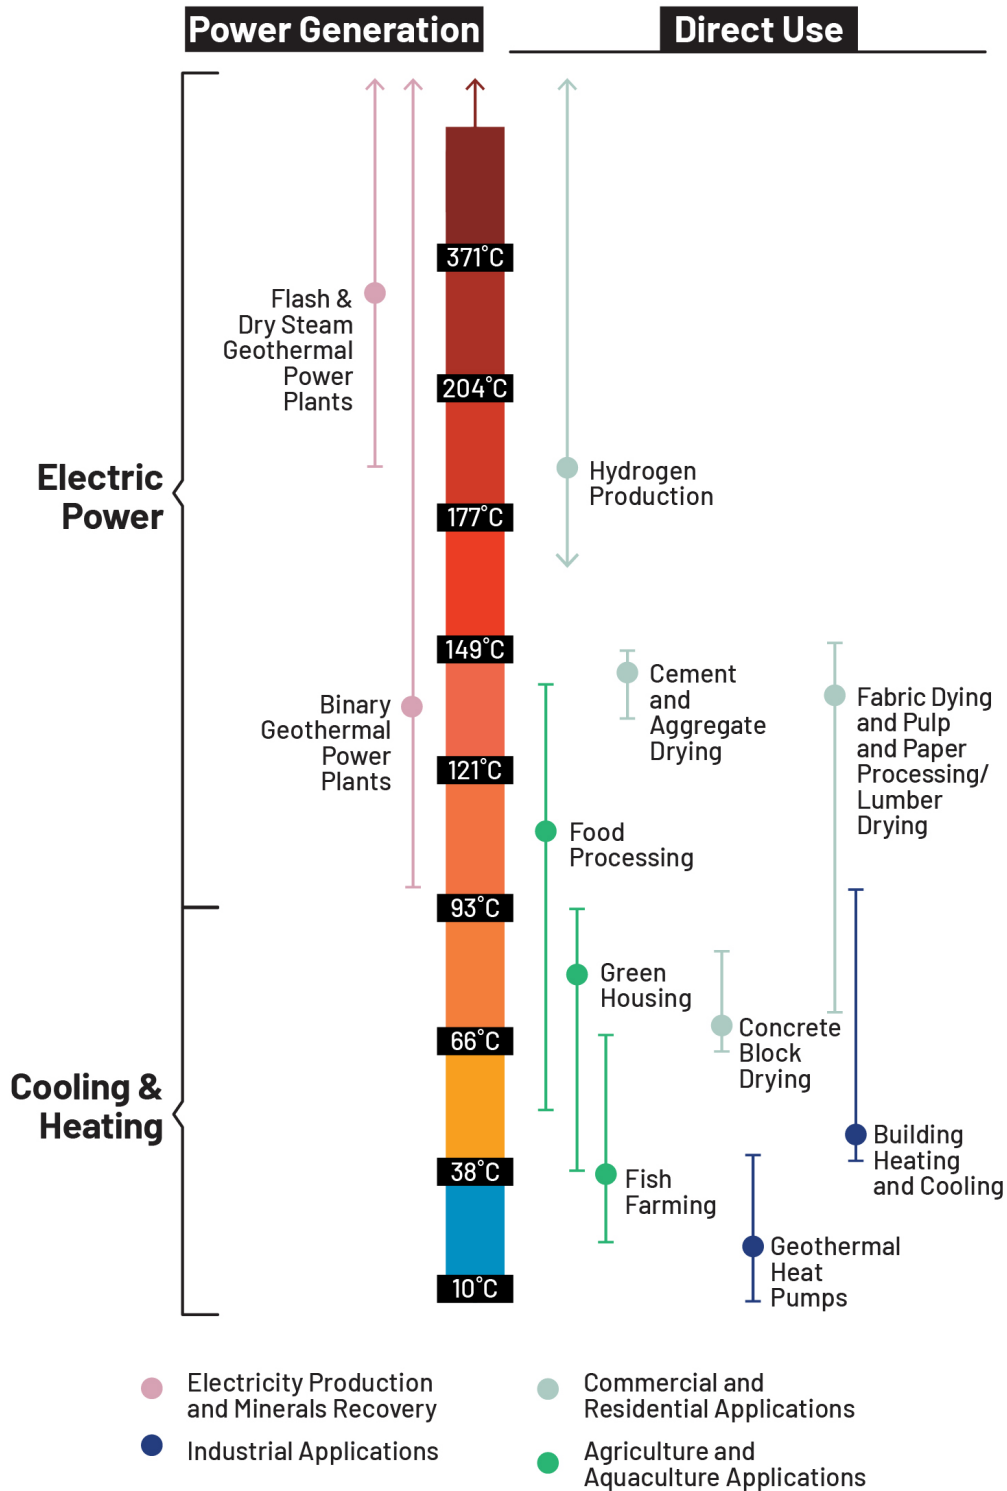 Power Generation
Direct Use
371°C
Flash &
Dry Steam
Geothermal
Power
Plants
204°C
Electric
Power
Hydrogen
Production
177°C
149°C
Cement
and
Aggregate
Drying
Fabric Dying
and Pulp
and Paper
Processing/
Lumber
Drying
Binary
Geothermal
Power
Plants
121°C
Food
Processing
93°C
Green
Housing
Concrete
Block
Drying
66°C
Cooling &
Heating
Building
Heating
and Cooling
38°C
Fish
Farming
Geothermal
Heat
Pumps
10°C
Electricity Production
and Minerals Recovery
Commercial and
Residential Applications
Industrial Applications
Agriculture and
Aquaculture Applications